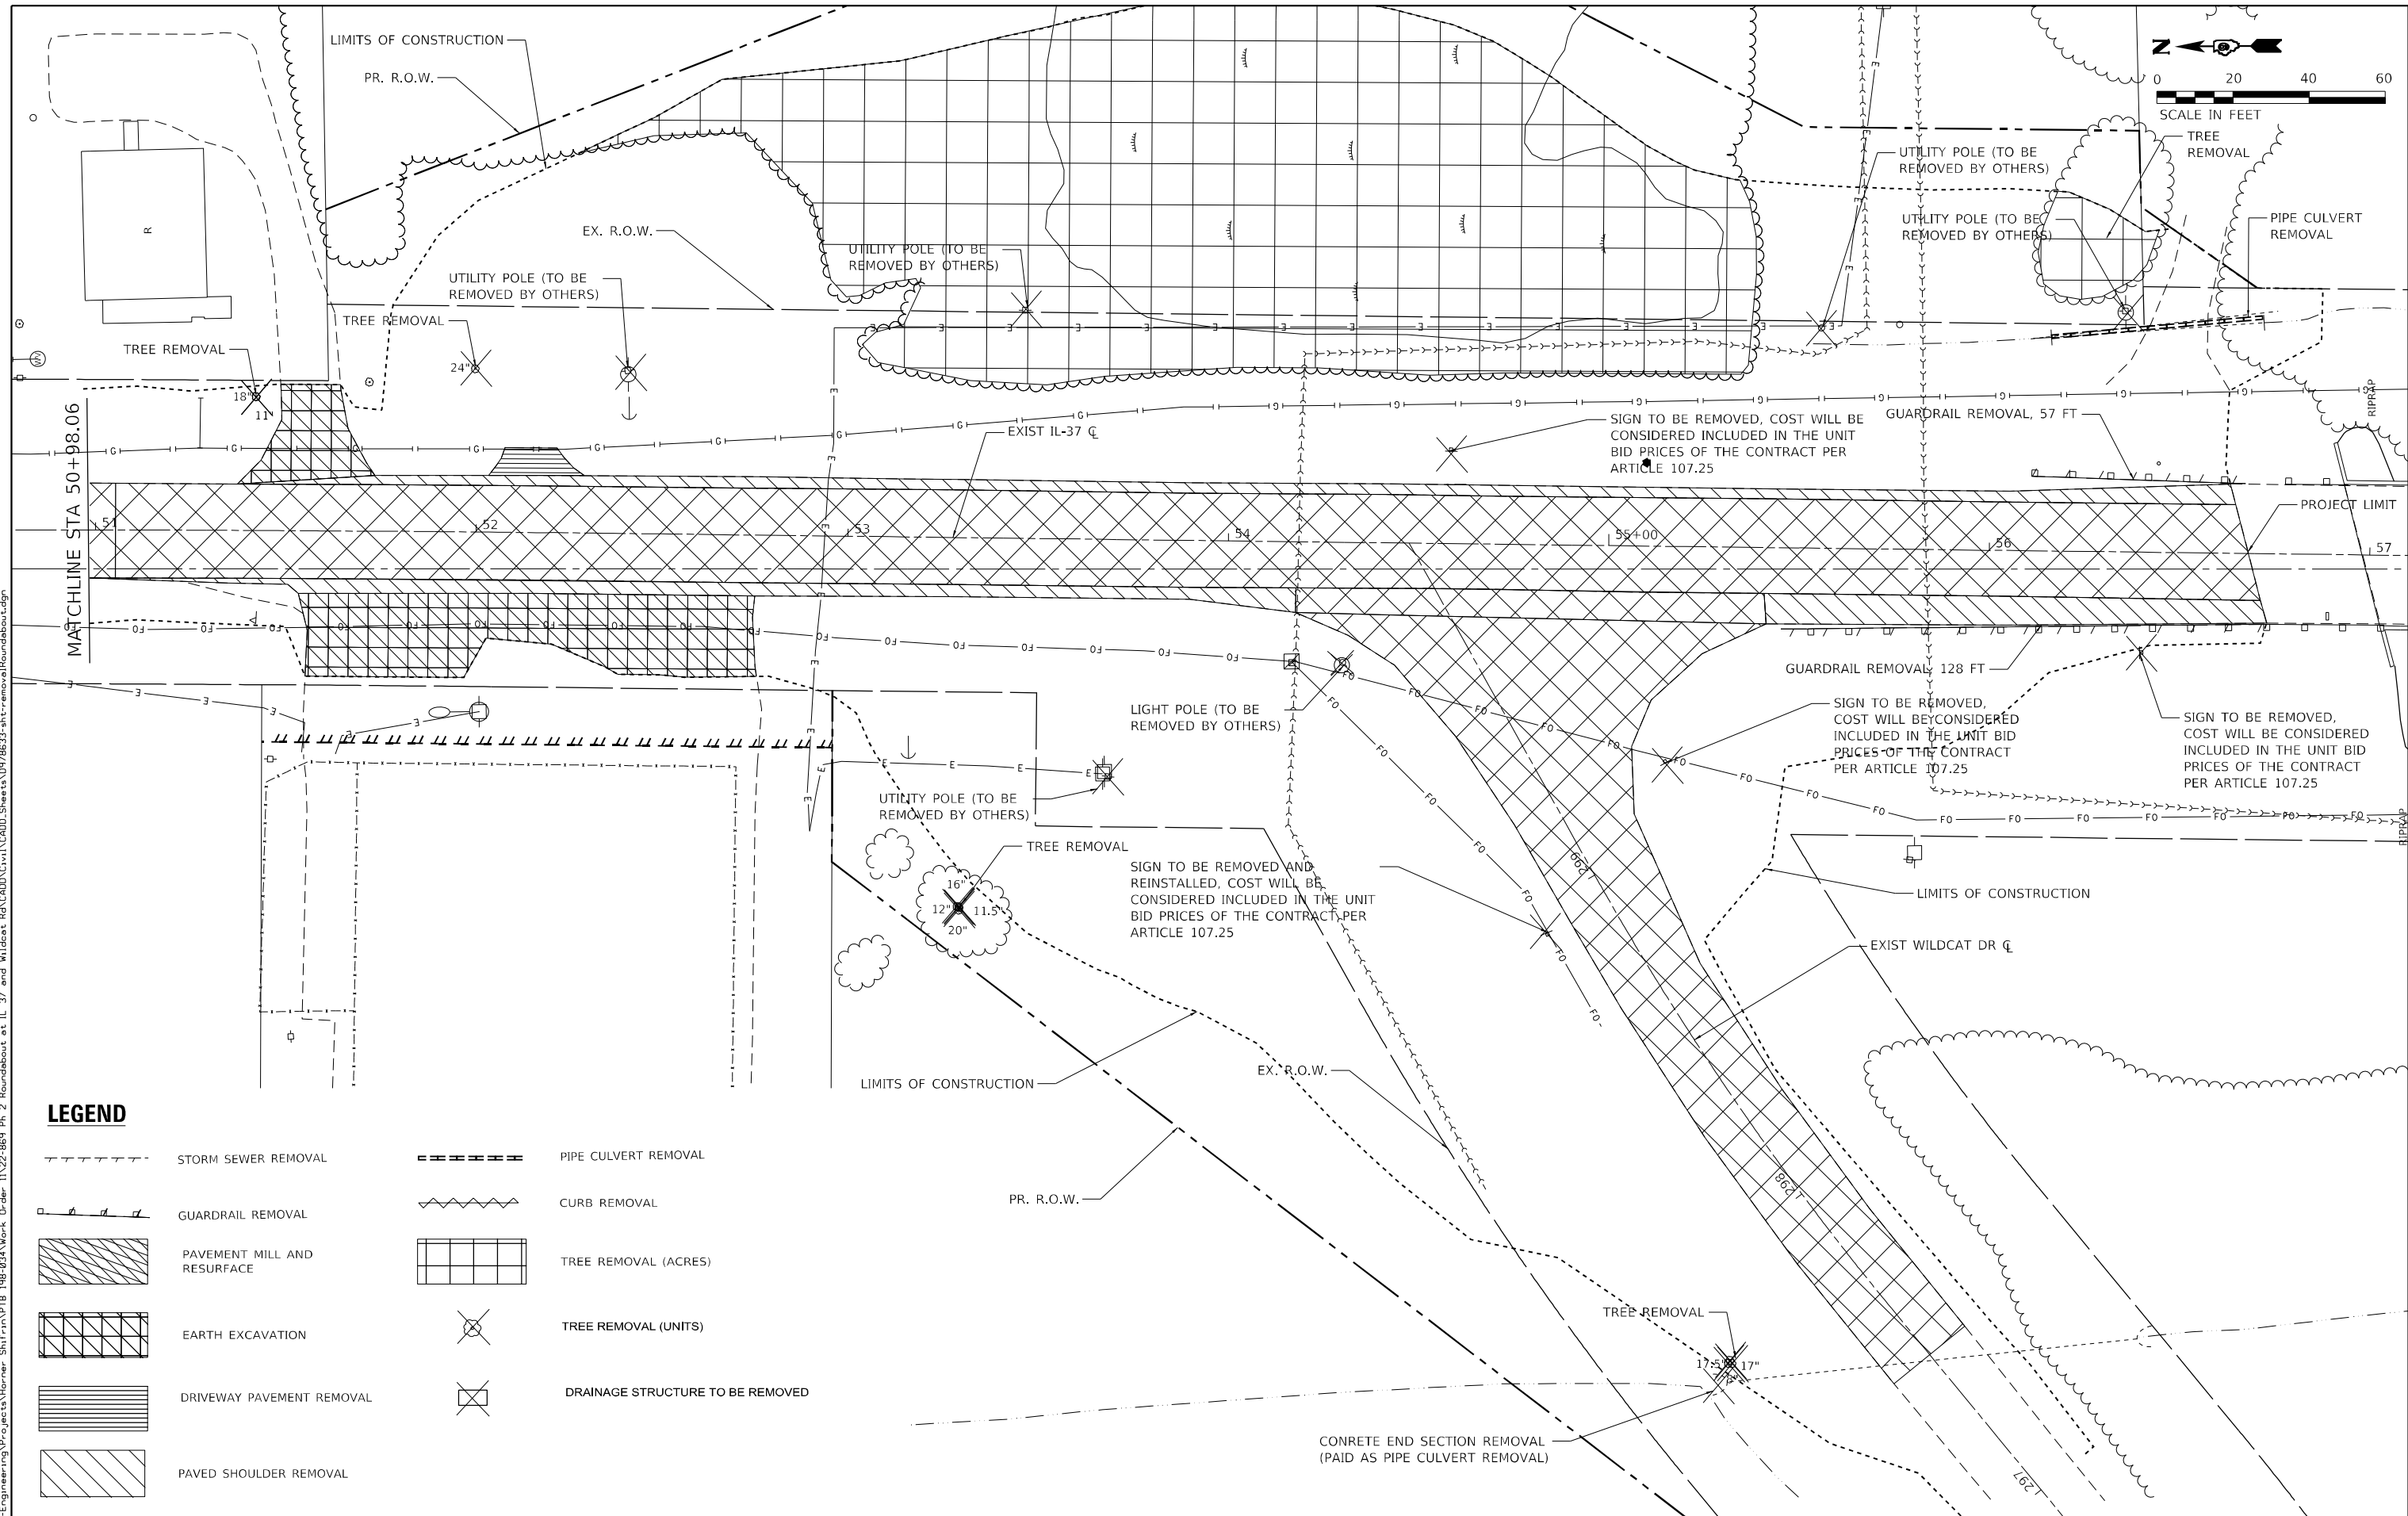 LIMITS OF CONSTRUCTION
PR. R.O.W.
N
0 20 40 60
SCALE IN FEET
TREE
REMOVAL
UTILITY POLE (TO BE
REMOVED BY OTHERS)
UTILITY POLE (TO BE
REMOVED BY OTHERS)
PIPE CULVERT
REMOVAL
R
EX. R.O.W.
UTILITY POLE (TO BE
REMOVED BY OTHERS)
UTILITY POLE (TO BE
REMOVED BY OTHERS)
TREE REMOVAL
TREE REMOVAL
24"
18"
11"
MATCHLINE STA 50+98.06
EXIST IL-37 ℄
SIGN TO BE REMOVED, COST WILL BE
CONSIDERED INCLUDED IN THE UNIT
BID PRICES OF THE CONTRACT PER
ARTICLE 107.25
GUARDRAIL REMOVAL, 57 FT
RIPRAP
PROJECT LIMIT
51
52
53
54
55+00
56
57
GUARDRAIL REMOVAL, 128 FT
LIGHT POLE (TO BE
REMOVED BY OTHERS)
SIGN TO BE REMOVED,
COST WILL BE CONSIDERED
INCLUDED IN THE UNIT BID
PRICES OF THE CONTRACT
PER ARTICLE 107.25
SIGN TO BE REMOVED,
COST WILL BE CONSIDERED
INCLUDED IN THE UNIT BID
PRICES OF THE CONTRACT
PER ARTICLE 107.25
UTILITY POLE (TO BE
REMOVED BY OTHERS)
RIPRAP
TREE REMOVAL
16"
12"
11.5"
20"
SIGN TO BE REMOVED AND
REINSTALLED, COST WILL BE
CONSIDERED INCLUDED IN THE UNIT
BID PRICES OF THE CONTRACT PER
ARTICLE 107.25
1299
LIMITS OF CONSTRUCTION
EXIST WILDCAT DR ℄
LIMITS OF CONSTRUCTION
EX. R.O.W.
PR. R.O.W.
1298
TREE REMOVAL
17.5"
17"
CONRETE END SECTION REMOVAL
(PAID AS PIPE CULVERT REMOVAL)
1297
LEGEND
STORM SEWER REMOVAL
PIPE CULVERT REMOVAL
GUARDRAIL REMOVAL
CURB REMOVAL
PAVEMENT MILL AND
RESURFACE
TREE REMOVAL (ACRES)
EARTH EXCAVATION
TREE REMOVAL (UNITS)
DRIVEWAY PAVEMENT REMOVAL
DRAINAGE STRUCTURE TO BE REMOVED
PAVED SHOULDER REMOVAL